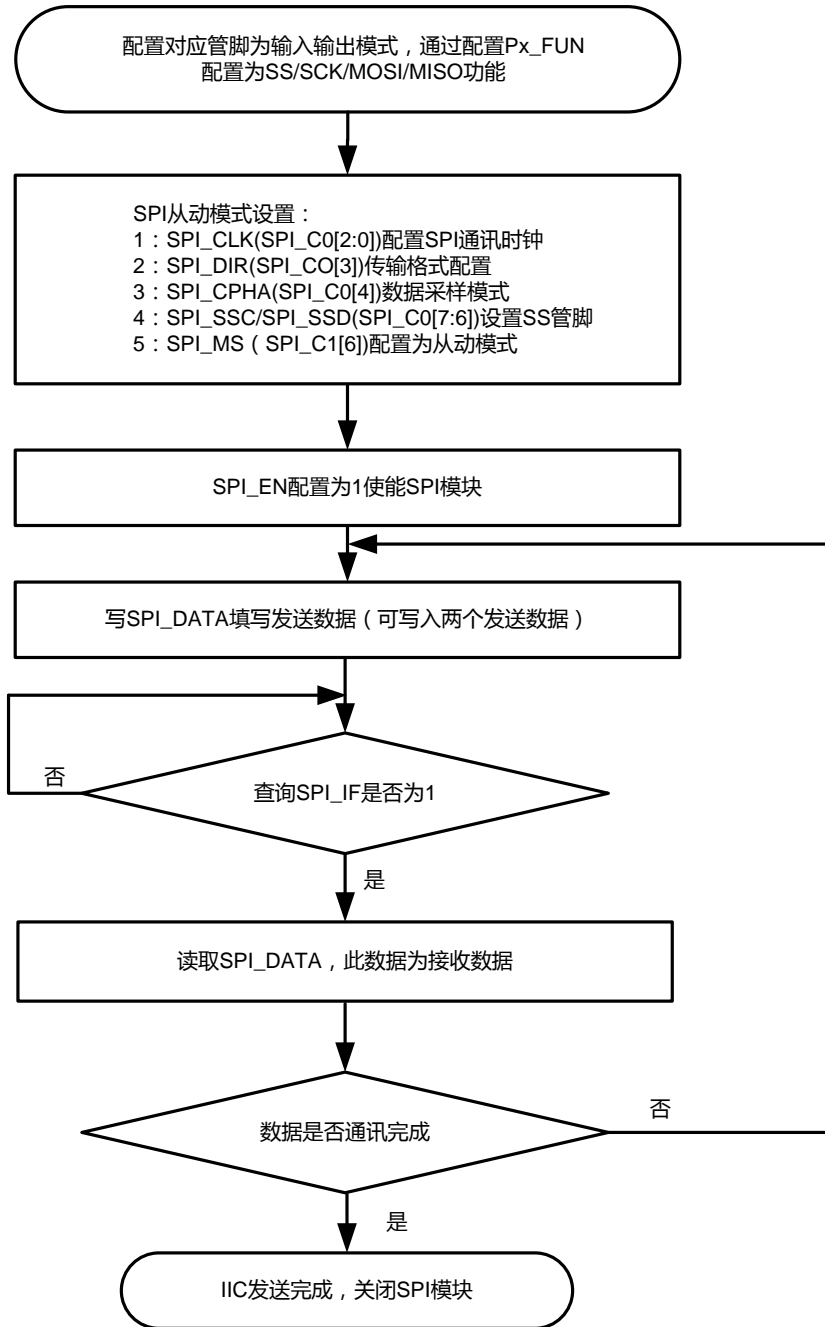 配置对应管脚为输入输出模式，通过配置Px_FUN
配置为SS/SCK/MOSI/MISO功能
SPI从动模式设置：
1：SPI_CLK(SPI_C0[2:0])配置SPI通讯时钟
2：SPI_DIR(SPI_CO[3])传输格式配置
3：SPI_CPHA(SPI_C0[4])数据采样模式
4：SPI_SSC/SPI_SSD(SPI_C0[7:6])设置SS管脚
5：SPI_MS（SPI_C1[6])配置为从动模式
SPI_EN配置为1使能SPI模块
写SPI_DATA填写发送数据（可写入两个发送数据）
否
查询SPI_IF是否为1
是
读取SPI_DATA，此数据为接收数据
数据是否通讯完成
否
是
IIC发送完成，关闭SPI模块